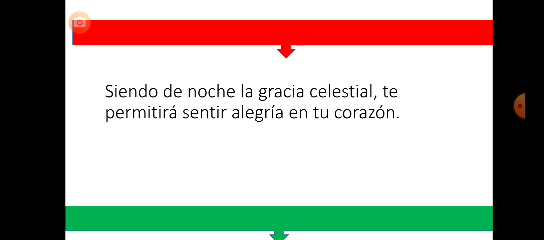 Siendo de noche la gracia celestial, te
permitirá sentir alegría en tu corazón.